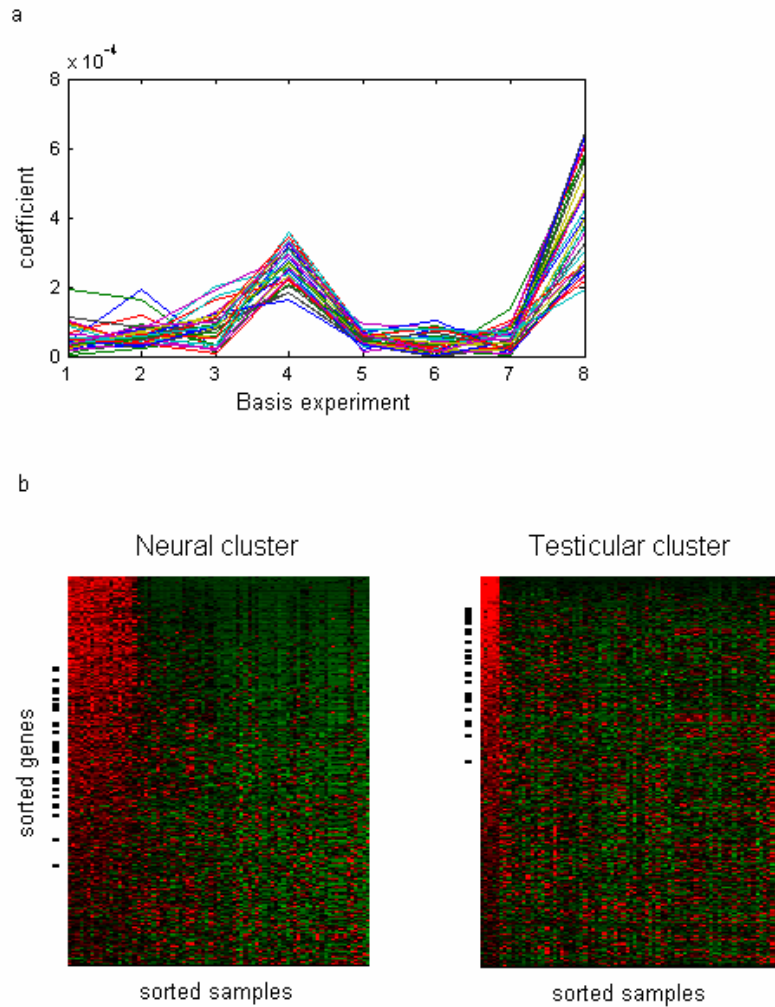 a
× 10⁻⁴
8
6
4
2
0
coefficient
1 2 3 4 5 6 7 8
Basis experiment
b
Neural cluster
Testicular cluster
sorted genes
sorted samples
sorted samples